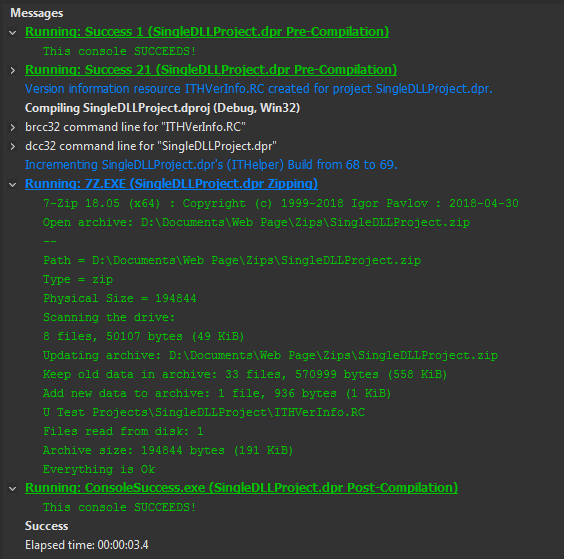 Messages
Running: Success 1 (SingleDLLProject.dpr Pre-Compilation)
This console SUCCEEDS!
Running: Success 21 (SingleDLLProject.dpr Pre-Compilation)
Version information resource ITHVerInfo.RC created for project SingleDLLProject.dpr.
Compiling SingleDLLProject.dproj (Debug, Win32)
brcc32 command line for "ITHVerInfo.RC"
dcc32 command line for "SingleDLLProject.dpr"
Incrementing SingleDLLProject.dpr's (ITHelper) Build from 68 to 69.
Running: 7Z.EXE (SingleDLLProject.dpr Zipping)
7-Zip 18.05 (x64) : Copyright (c) 1999-2018 Igor Pavlov : 2018-04-30
Open archive: D:\Documents\Web Page\Zips\SingleDLLProject.zip
--
Path = D:\Documents\Web Page\Zips\SingleDLLProject.zip
Type = zip
Physical Size = 194844
Scanning the drive:
8 files, 50107 bytes (49 KiB)
Updating archive: D:\Documents\Web Page\Zips\SingleDLLProject.zip
Keep old data in archive: 33 files, 570999 bytes (558 KiB)
Add new data to archive: 1 file, 936 bytes (1 KiB)
U Test Projects\SingleDLLProject\ITHVerInfo.RC
Files read from disk: 1
Archive size: 194844 bytes (191 KiB)
Everything is Ok
Running: ConsoleSuccess.exe (SingleDLLProject.dpr Post-Compilation)
This console SUCCEEDS!
Success
Elapsed time: 00:00:03.4